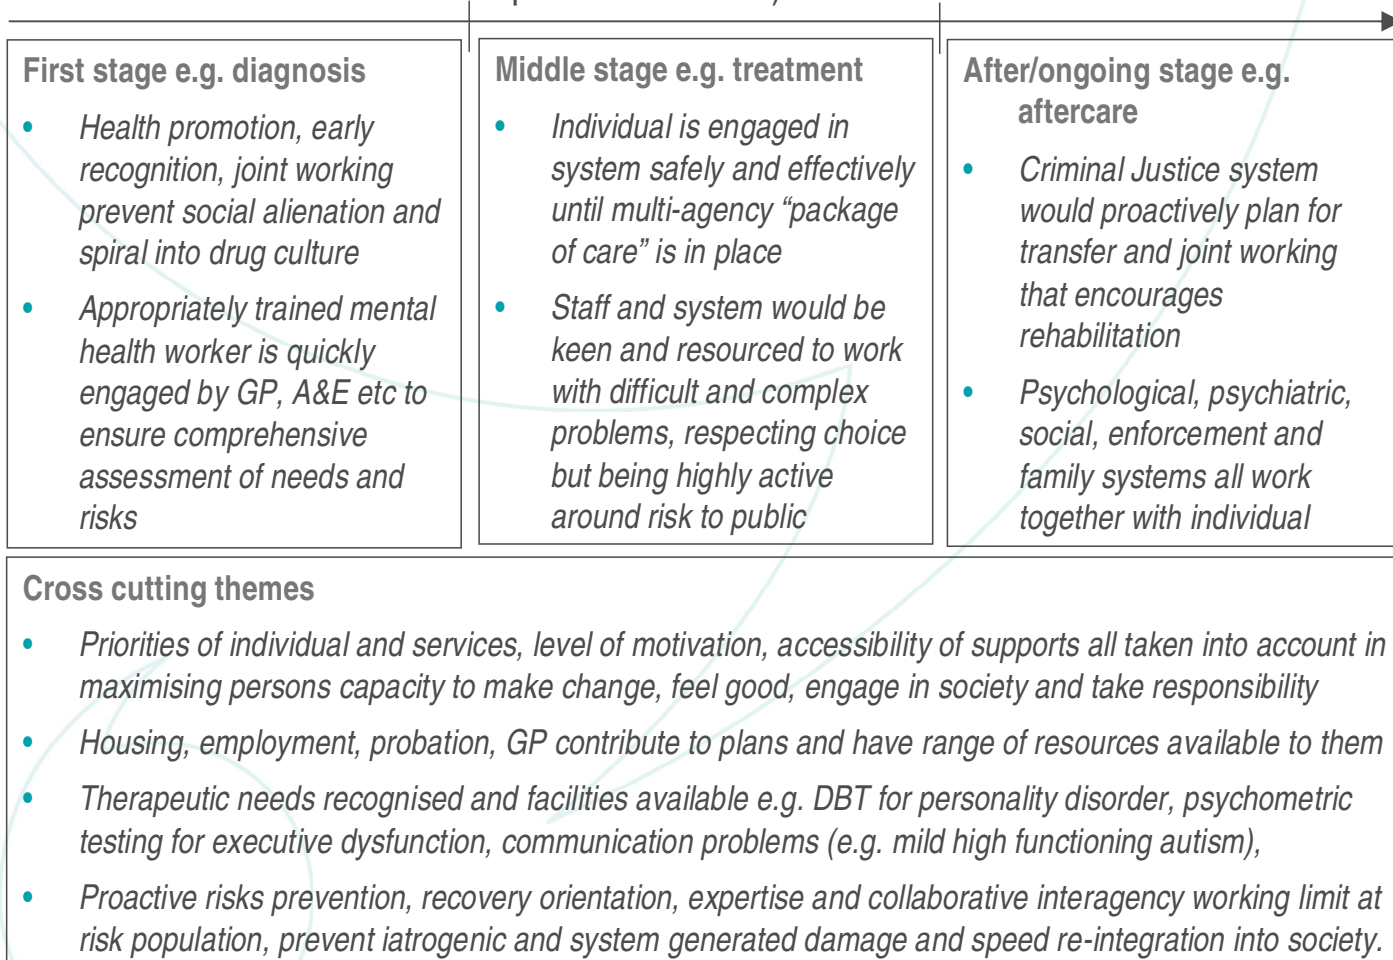 First stage e.g. diagnosis
• Health promotion, early
recognition, joint working
prevent social alienation and
spiral into drug culture
• Appropriately trained mental
health worker is quickly
engaged by GP, A&E etc to
ensure comprehensive
assessment of needs and
risks
Middle stage e.g. treatment
• Individual is engaged in
system safely and effectively
until multi-agency “package
of care” is in place
• Staff and system would be
keen and resourced to work
with difficult and complex
problems, respecting choice
but being highly active
around risk to public
After/ongoing stage e.g.
aftercare
• Criminal Justice system
would proactively plan for
transfer and joint working
that encourages
rehabilitation
• Psychological, psychiatric,
social, enforcement and
family systems all work
together with individual
Cross cutting themes
• Priorities of individual and services, level of motivation, accessibility of supports all taken into account in
maximising persons capacity to make change, feel good, engage in society and take responsibility
• Housing, employment, probation, GP contribute to plans and have range of resources available to them
• Therapeutic needs recognised and facilities available e.g. DBT for personality disorder, psychometric
testing for executive dysfunction, communication problems (e.g. mild high functioning autism),
• Proactive risks prevention, recovery orientation, expertise and collaborative interagency working limit at
risk population, prevent iatrogenic and system generated damage and speed re-integration into society.